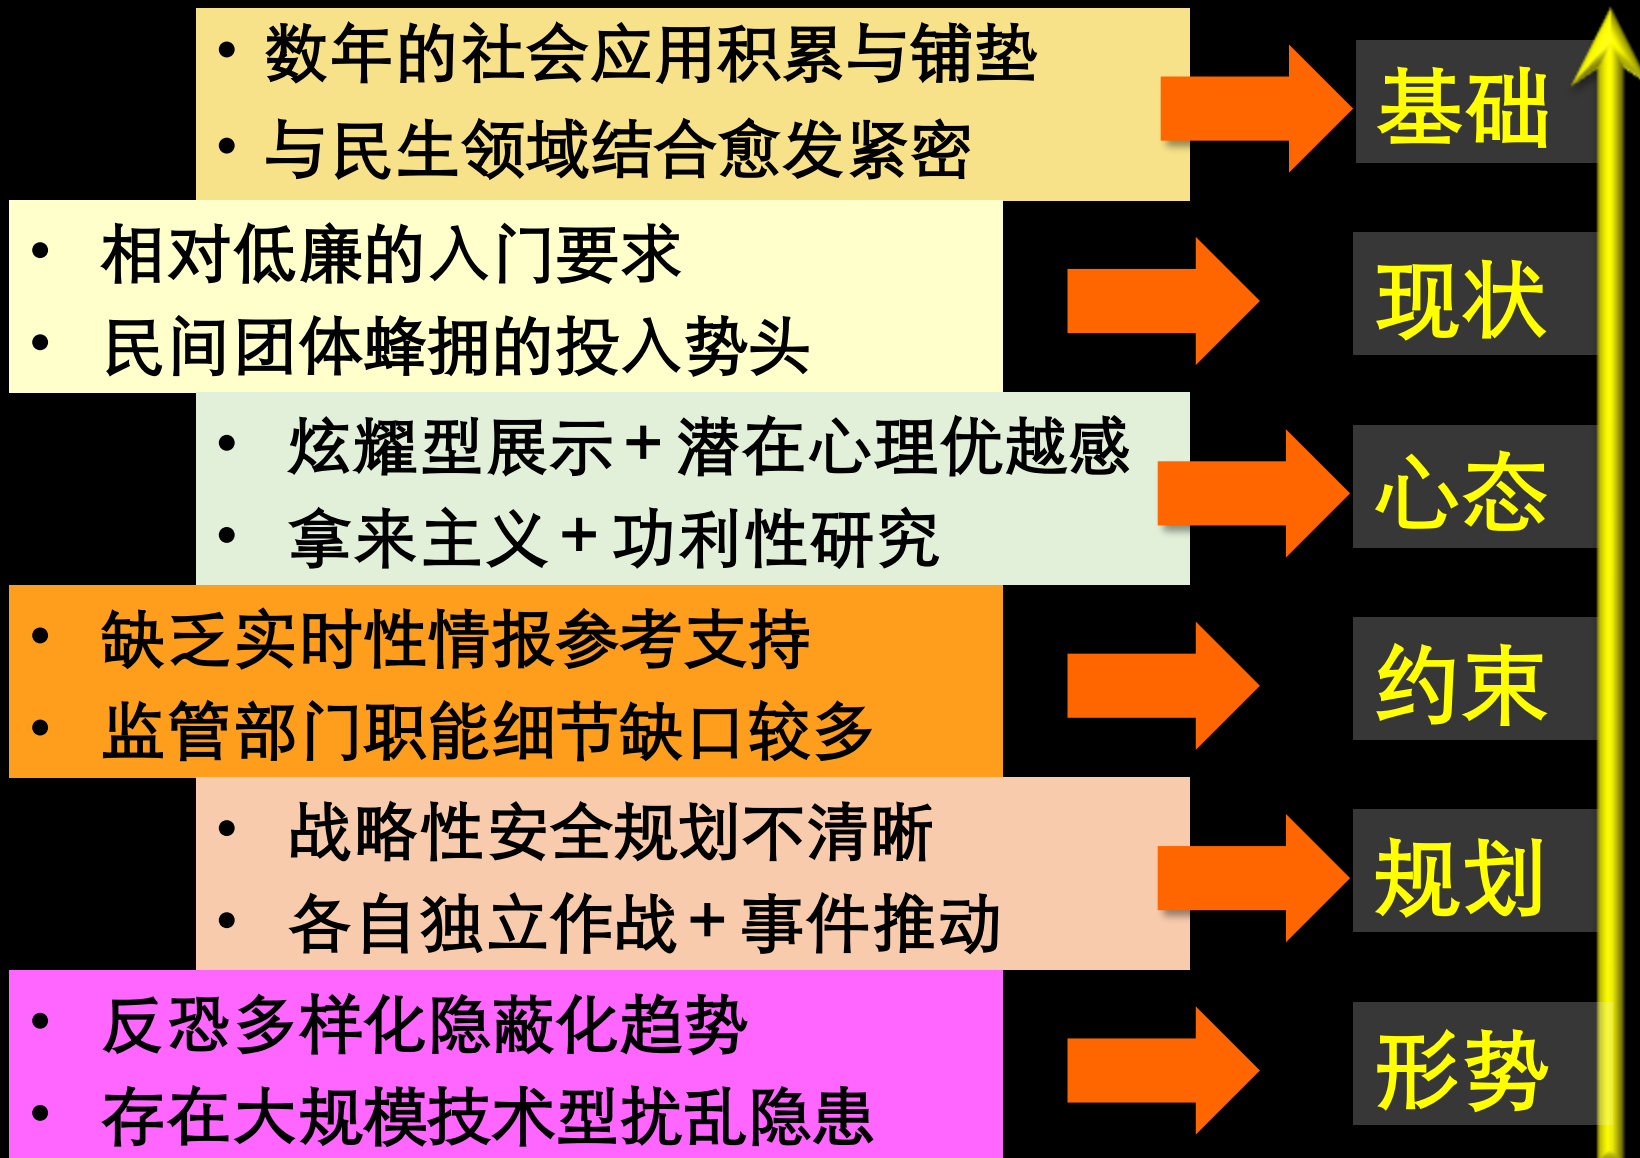 • 数年的社会应用积累与铺垫
• 与民生领域结合愈发紧密
基础
• 相对低廉的入门要求
• 民间团体蜂拥的投入势头
现状
• 炫耀型展示+潜在心理优越感
• 拿来主义+功利性研究
心态
• 缺乏实时性情报参考支持
• 监管部门职能细节缺口较多
约束
• 战略性安全规划不清晰
• 各自独立作战+事件推动
规划
• 反恐多样化隐蔽化趋势
• 存在大规模技术型扰乱隐患
形势